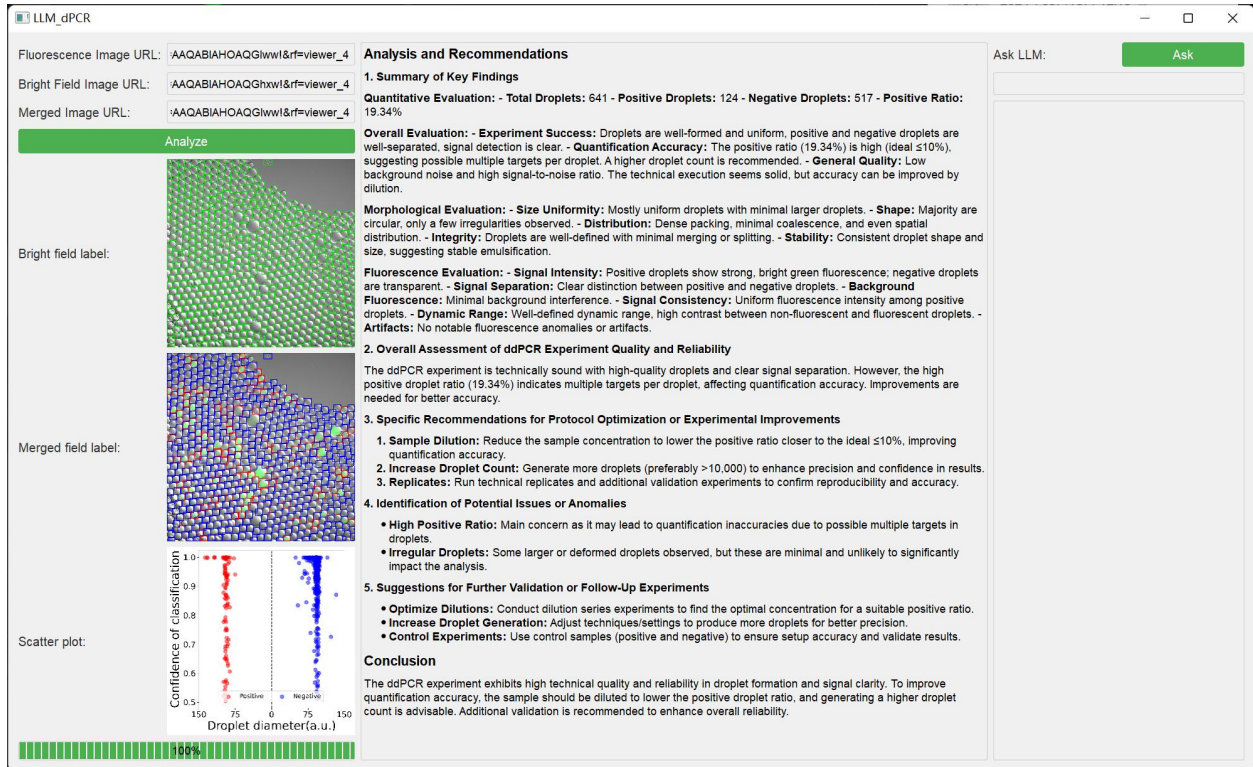 LLM_dPCR
Fluorescence Image URL:
:AAQABIAHOAQGIww!&rf=viewer_4
Bright Field Image URL:
:AAQABIAHOAQGhxw!&rf=viewer_4
Merged Image URL:
:AAQABIAHOAQGIww!&rf=viewer_4
Analyze
Bright field label:
Merged field label:
Scatter plot:
Confidence of classification
1.0
0.9
0.8
0.7
0.6
0.5
Positive
Negative
150 75 0 75 150
Droplet diameter(a.u.)
100%
Analysis and Recommendations
1. Summary of Key Findings
Quantitative Evaluation: - Total Droplets: 641 - Positive Droplets: 124 - Negative Droplets: 517 - Positive Ratio:
19.34%
Overall Evaluation: - Experiment Success: Droplets are well-formed and uniform, positive and negative droplets are
well-separated, signal detection is clear. - Quantification Accuracy: The positive ratio (19.34%) is high (ideal ≤10%),
suggesting possible multiple targets per droplet. A higher droplet count is recommended. - General Quality: Low
background noise and high signal-to-noise ratio. The technical execution seems solid, but accuracy can be improved by
dilution.
Morphological Evaluation: - Size Uniformity: Mostly uniform droplets with minimal larger droplets. - Shape: Majority are
circular, only a few irregularities observed. - Distribution: Dense packing, minimal coalescence, and even spatial
distribution. - Integrity: Droplets are well-defined with minimal merging or splitting. - Stability: Consistent droplet shape and
size, suggesting stable emulsification.
Fluorescence Evaluation: - Signal Intensity: Positive droplets show strong, bright green fluorescence; negative droplets
are transparent. - Signal Separation: Clear distinction between positive and negative droplets. - Background
Fluorescence: Minimal background interference. - Signal Consistency: Uniform fluorescence intensity among positive
droplets. - Dynamic Range: Well-defined dynamic range, high contrast between non-fluorescent and fluorescent droplets. -
Artifacts: No notable fluorescence anomalies or artifacts.
2. Overall Assessment of ddPCR Experiment Quality and Reliability
The ddPCR experiment is technically sound with high-quality droplets and clear signal separation. However, the high
positive droplet ratio (19.34%) indicates multiple targets per droplet, affecting quantification accuracy. Improvements are
needed for better accuracy.
3. Specific Recommendations for Protocol Optimization or Experimental Improvements
1. Sample Dilution: Reduce the sample concentration to lower the positive ratio closer to the ideal ≤10%, improving
quantification accuracy.
2. Increase Droplet Count: Generate more droplets (preferably >10,000) to enhance precision and confidence in results.
3. Replicates: Run technical replicates and additional validation experiments to confirm reproducibility and accuracy.
4. Identification of Potential Issues or Anomalies
• High Positive Ratio: Main concern as it may lead to quantification inaccuracies due to possible multiple targets in
droplets.
• Irregular Droplets: Some larger or deformed droplets observed, but these are minimal and unlikely to significantly
impact the analysis.
5. Suggestions for Further Validation or Follow-Up Experiments
• Optimize Dilutions: Conduct dilution series experiments to find the optimal concentration for a suitable positive ratio.
• Increase Droplet Generation: Adjust techniques/settings to produce more droplets for better precision.
• Control Experiments: Use control samples (positive and negative) to ensure setup accuracy and validate results.
Conclusion
The ddPCR experiment exhibits high technical quality and reliability in droplet formation and signal clarity. To improve
quantification accuracy, the sample should be diluted to lower the positive droplet ratio, and generating a higher droplet
count is advisable. Additional validation is recommended to enhance overall reliability.
Ask LLM:
Ask